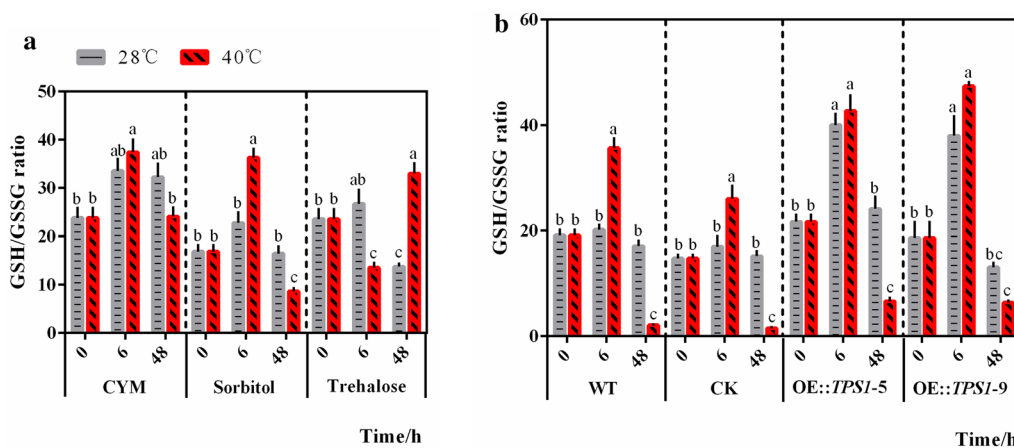 a
28℃ 40℃
GSH/GSSG ratio
50
40
30
20
10
0
b b ab a ab b
b b b a b c
b b ab c c a
0 6 48 0 6 48 0 6 48
CYM Sorbitol Trehalose
Time/h
b
GSH/GSSG ratio
60
40
20
0
b b b a b c
b b b a b c
b b a a b c
b b a a bc c
0 6 48 0 6 48 0 6 48 0 6 48
WT CK OE::TPS1-5 OE::TPS1-9
Time/h